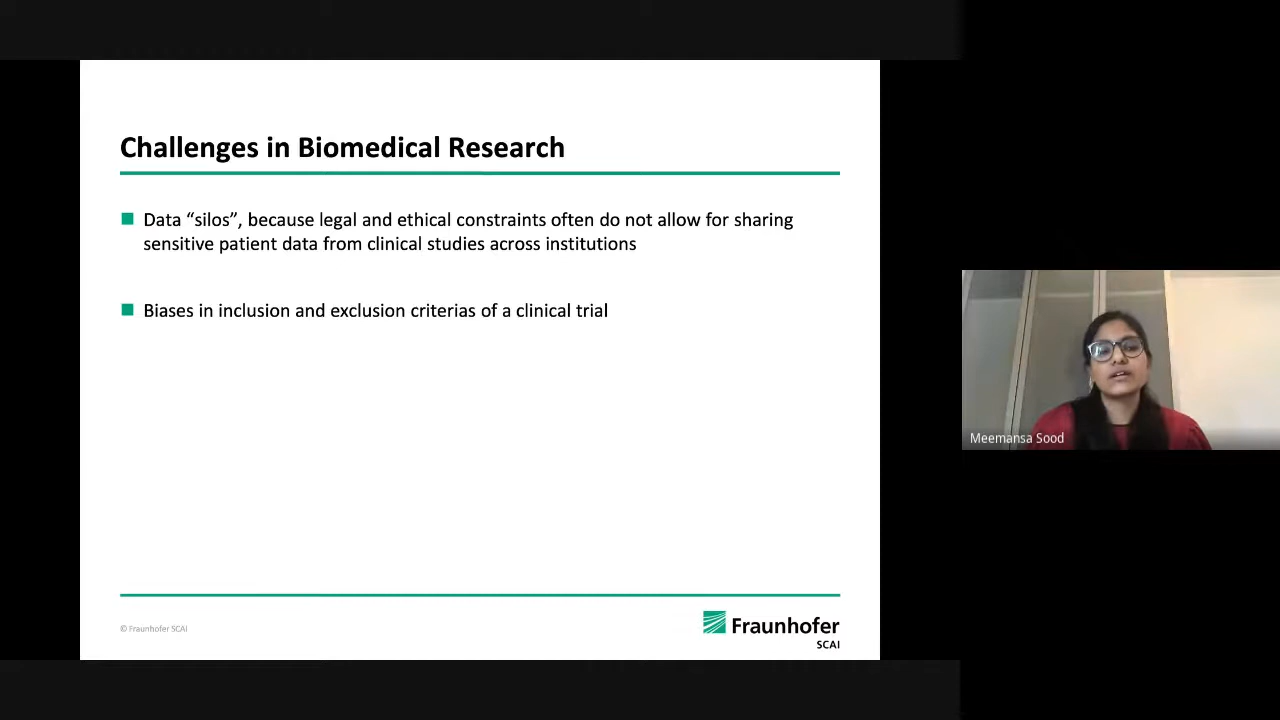 Challenges in Biomedical Research
Data “silos”, because legal and ethical constraints often do not allow for sharing
sensitive patient data from clinical studies across institutions
Biases in inclusion and exclusion criterias of a clinical trial
Meemansa Sood
© Fraunhofer SCAI
Fraunhofer
SCAI